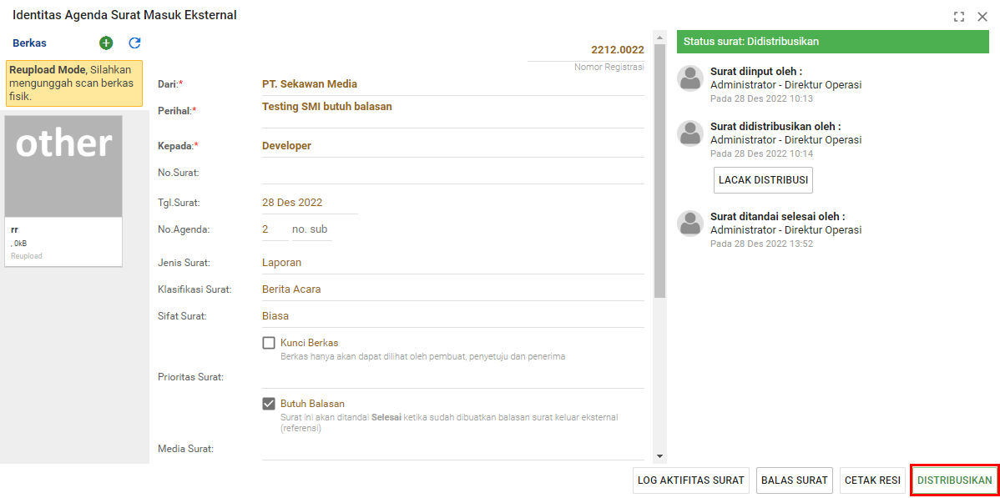 Identitas Agenda Surat Masuk Eksternal
Berkas
Reupload Mode, Silahkan
mengunggah scan berkas
fisik.
other
rr
, 0kB
Reupload
2212.0022
Nomor Registrasi
Dari:* PT. Sekawan Media
Perihal:* Testing SMI butuh balasan
Kepada:* Developer
No.Surat:
Tgl.Surat: 28 Des 2022
No.Agenda: 2 no. sub
Jenis Surat: Laporan
Klasifikasi Surat: Berita Acara
Sifat Surat: Biasa
Kunci Berkas
Berkas hanya akan dapat dilihat oleh pembuat, penyetuju dan penerima
Prioritas Surat:
Butuh Balasan
Surat ini akan ditandai Selesai ketika sudah dibuatkan balasan surat keluar eksternal
(referensi)
Media Surat:
Status surat: Didistribusikan
Surat diinput oleh :
Administrator - Direktur Operasi
Pada 28 Des 2022 10:13
Surat didistribusikan oleh :
Administrator - Direktur Operasi
Pada 28 Des 2022 10:14
LACAK DISTRIBUSI
Surat ditandai selesai oleh :
Administrator - Direktur Operasi
Pada 28 Des 2022 13:52
LOG AKTIFITAS SURAT BALAS SURAT CETAK RESI DISTRIBUSIKAN